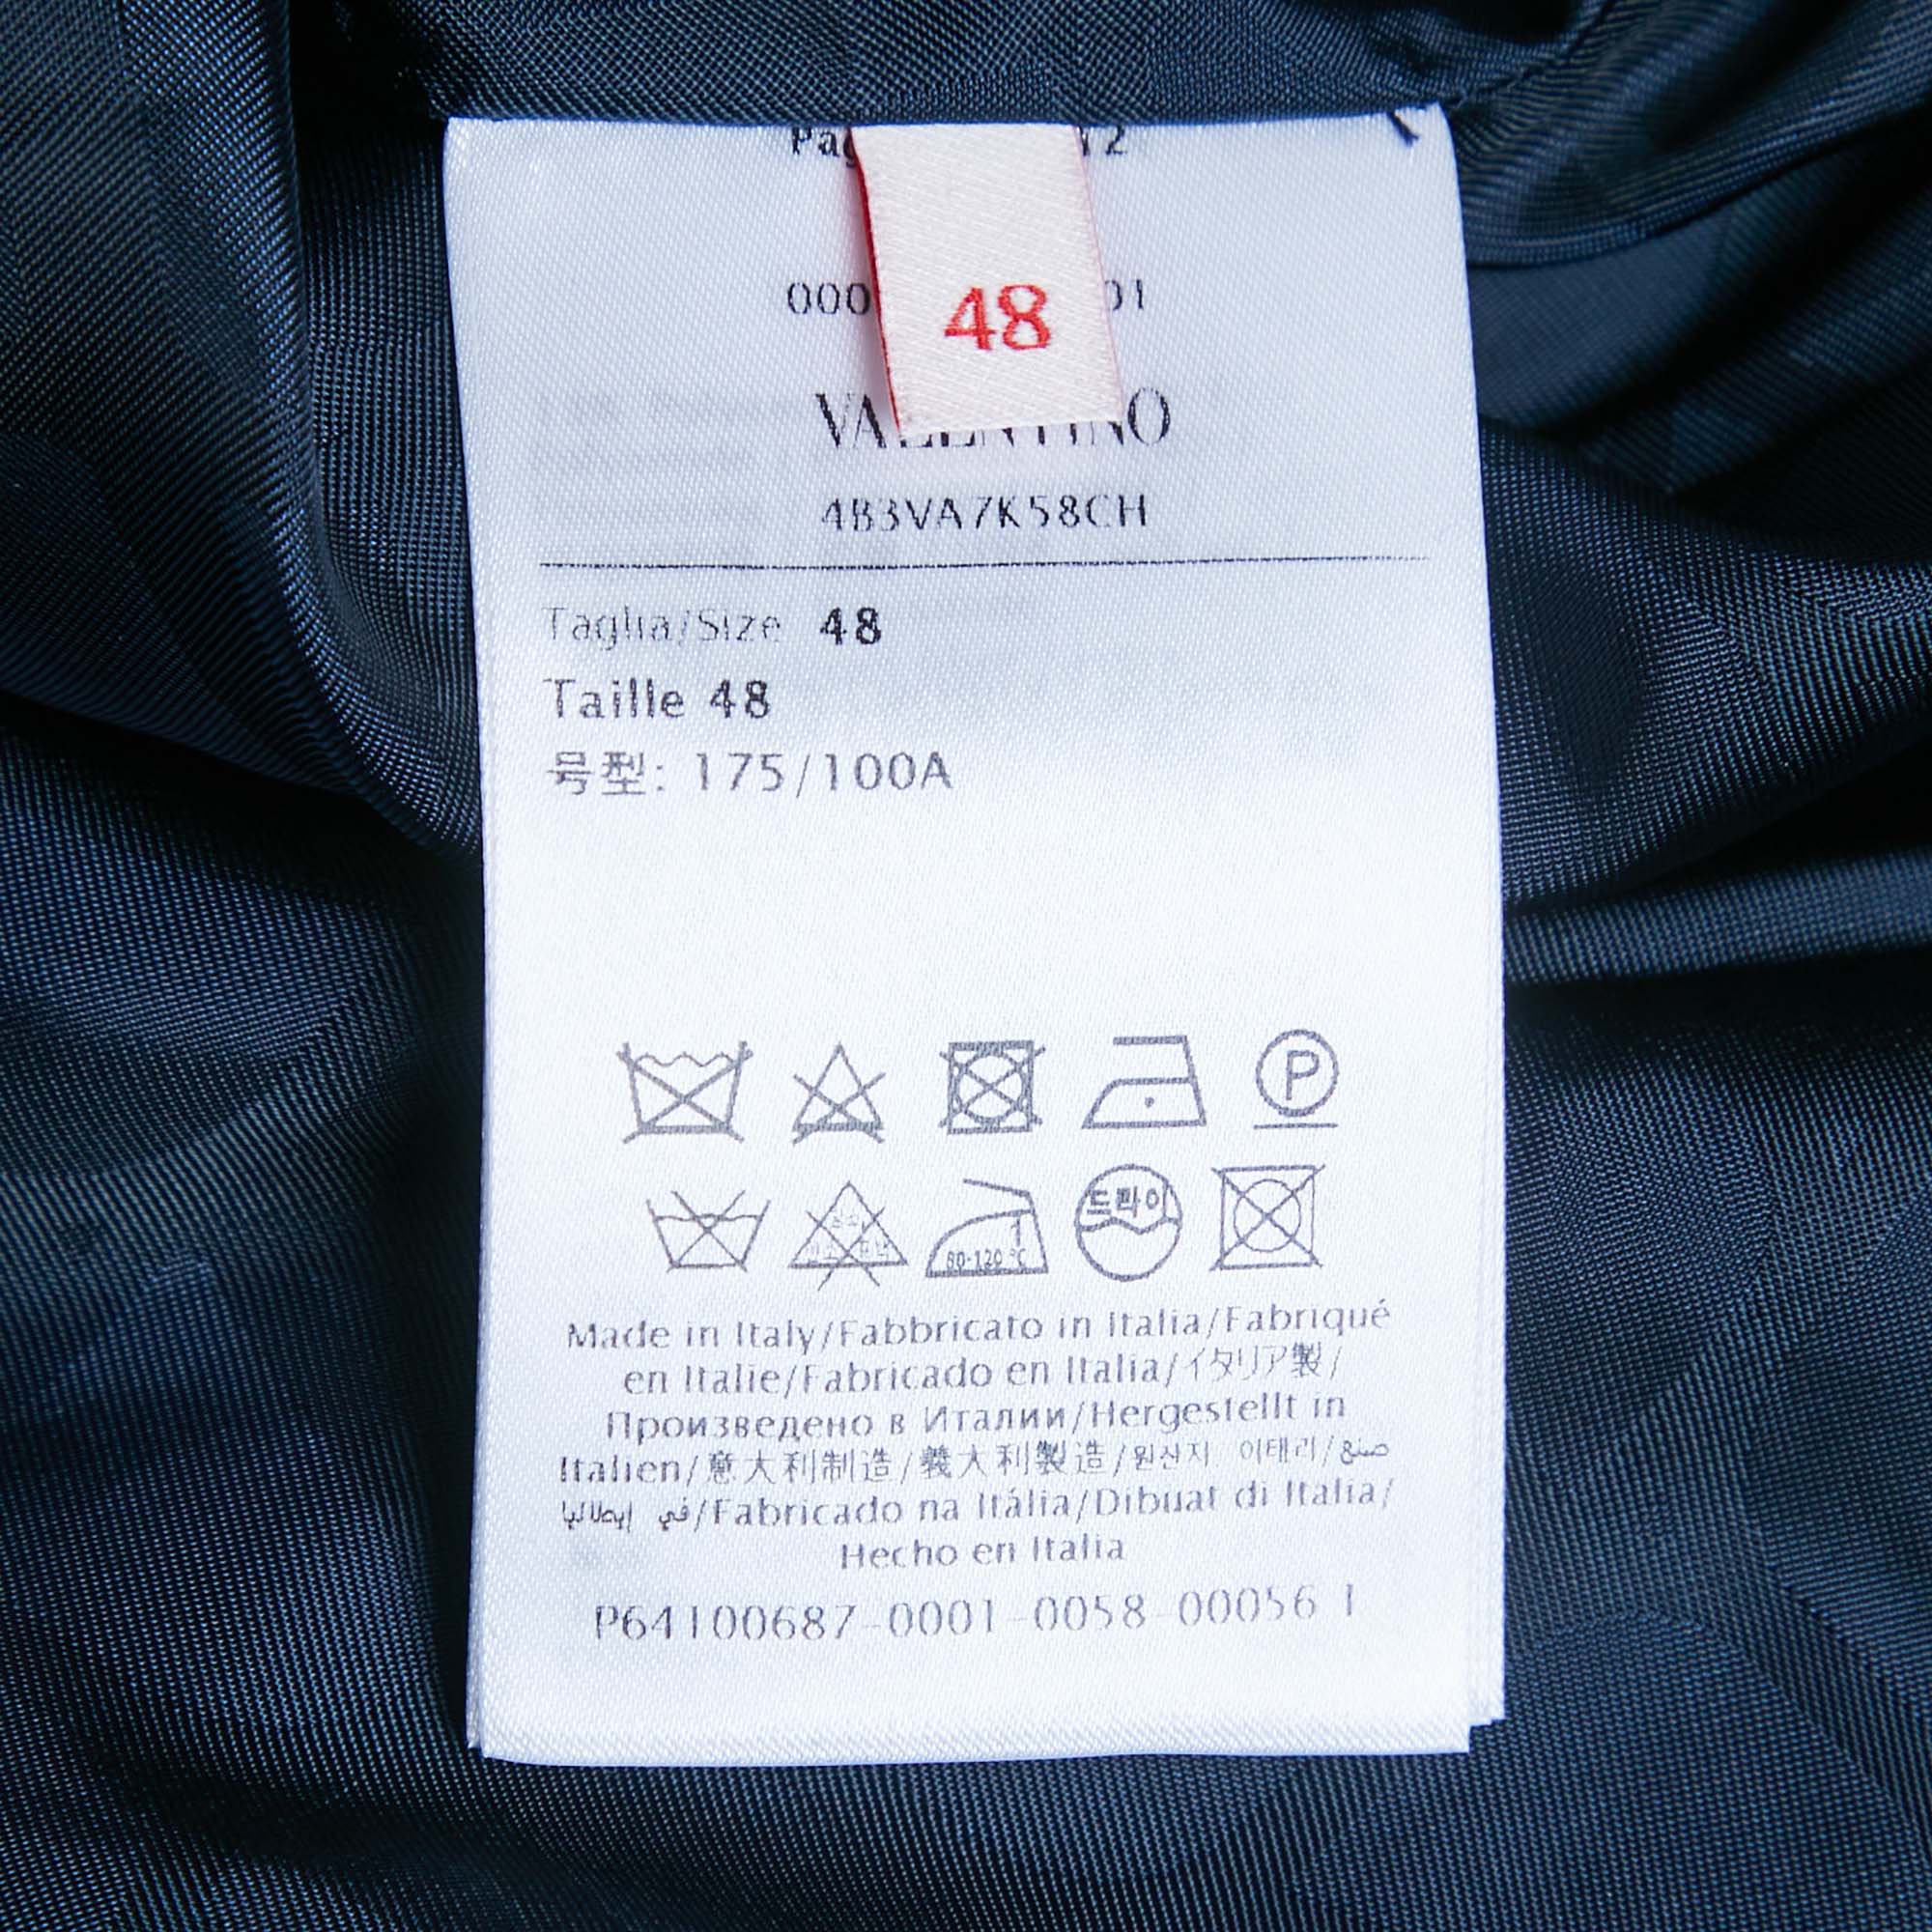 48
VALENTINO
4B3VA7K58CH
Taglia/Size 48
Taille 48
号型: 175/100A
P
드라이
80-120 °C
1
Made in Italy/Fabbricato in Italia/Fabriqué
en Italie/Fabricado en Italia/イタリア製/
Произведено в Италии/Hergestellt in
Italien/意大利制造/義大利製造/원산지: 이태리/صنع
في إيطاليا/Fabricado na Itália/Dibuat di Italia/
Hecho en Italia
P64100687-0001-0058-00056 1